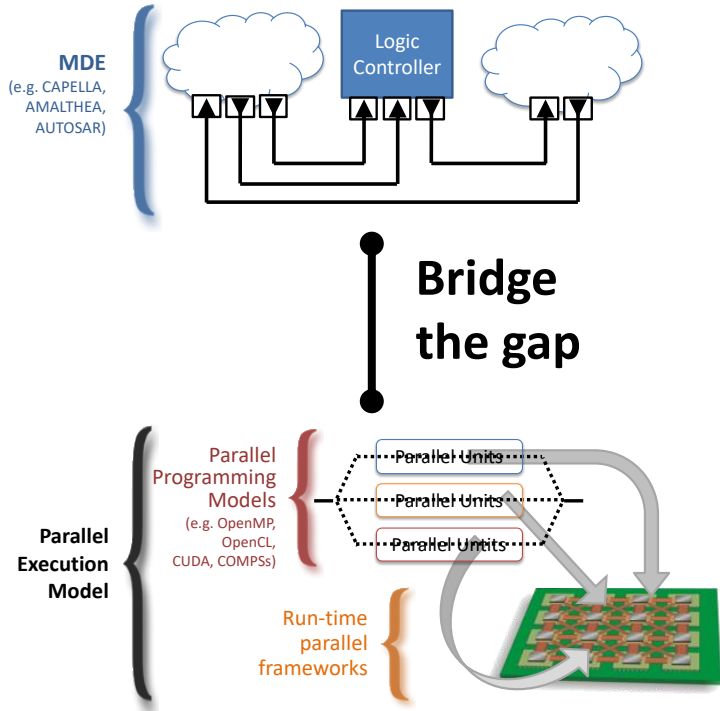 MDE
(e.g. CAPELLA,
AMALTHEA,
AUTOSAR)
Logic
Controller
Bridge
the gap
Parallel
Execution
Model
Parallel
Programming
Models
(e.g. OpenMP,
OpenCL,
CUDA, COMPSs)
Parallel Units
Parallel Units
Parallel Untits
Run-time
parallel
frameworks